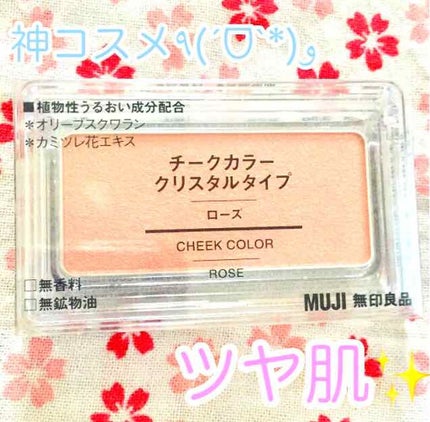 神コスメ٩(ˊᗜˋ*)و
■植物性うるおい成分配合
*オリーブスクワラン
*カミツレ花エキス
チークカラー
クリスタルタイプ
ローズ
CHEEK COLOR
ROSE
□無香料
□無鉱物油
MUJI 無印良品
ツヤ肌✨